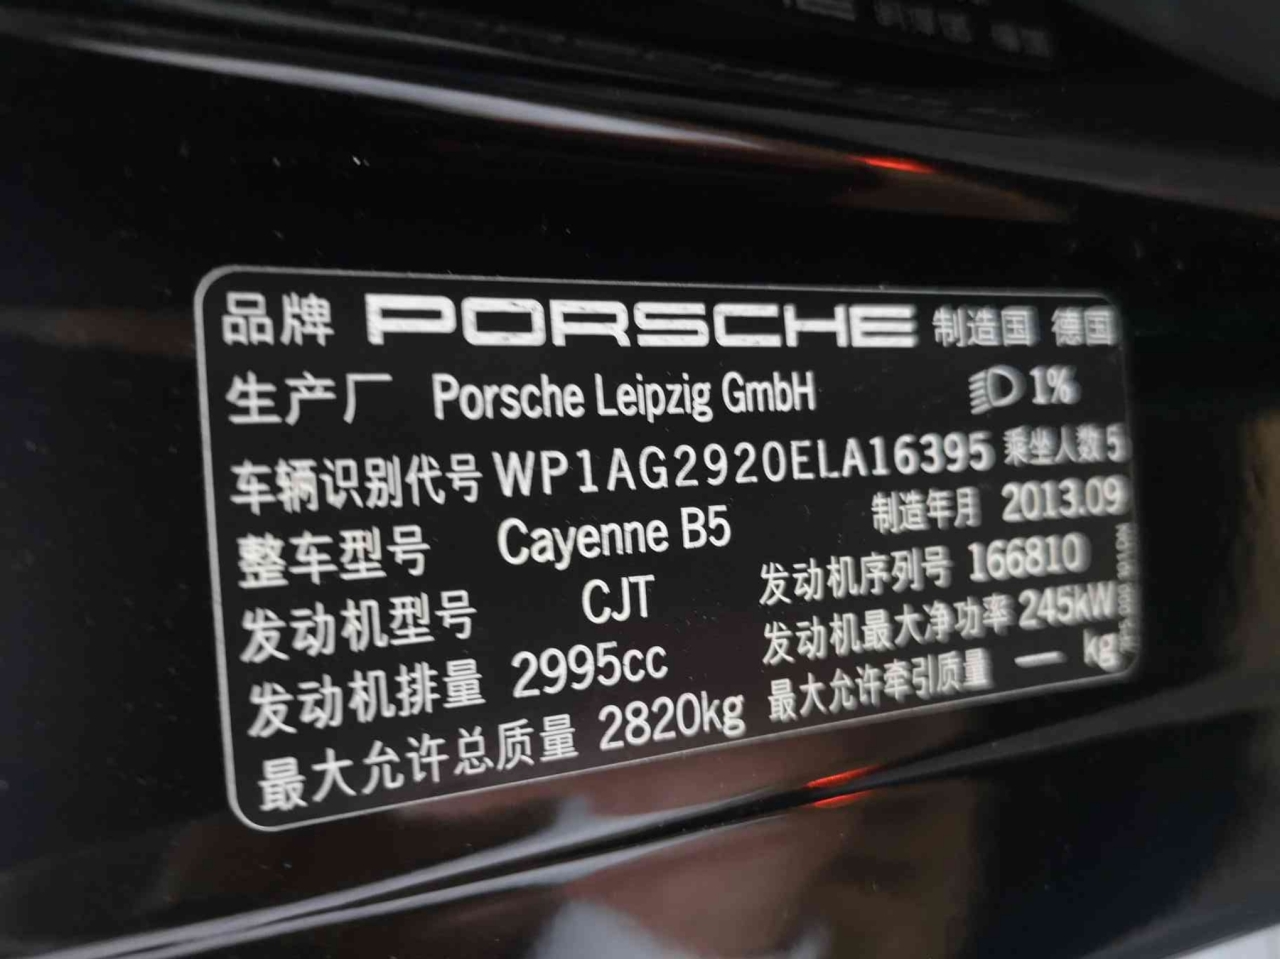 品牌 PORSCHE 制造国 德国
生产厂 Porsche Leipzig GmbH 1%
车辆识别代号 WP1AG2920ELA16395 乘坐人数 5
整车型号 Cayenne B5 制造年月 2013.09
发动机型号 CJT 发动机序列号 166810
发动机排量 2995cc 发动机最大净功率 245kW
最大允许总质量 2820kg 最大允许牵引质量 — kg